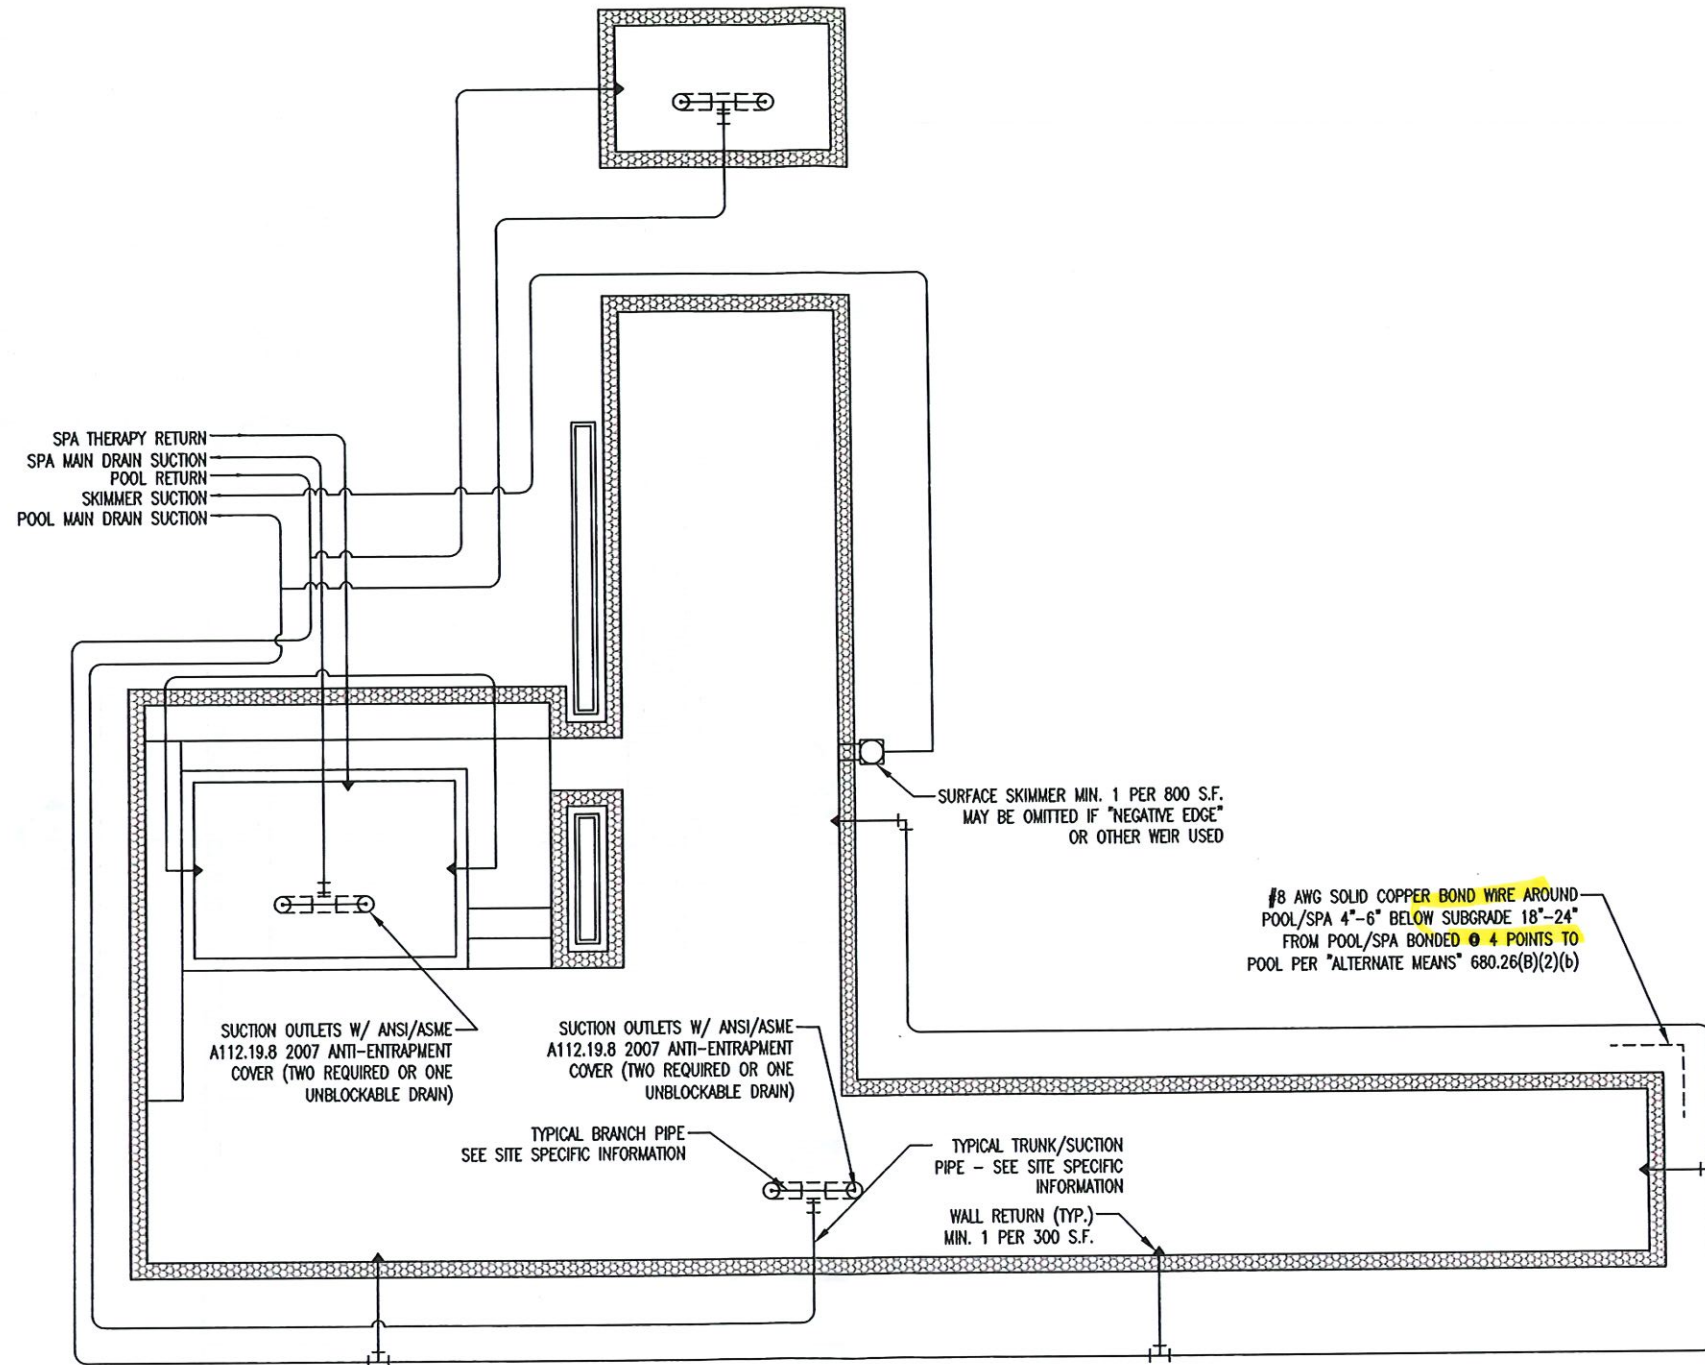 SPA THERAPY RETURN
SPA MAIN DRAIN SUCTION
POOL RETURN
SKIMMER SUCTION
POOL MAIN DRAIN SUCTION
SURFACE SKIMMER MIN. 1 PER 800 S.F.
MAY BE OMITTED IF "NEGATIVE EDGE"
OR OTHER WEIR USED
#8 AWG SOLID COPPER BOND WIRE AROUND
POOL/SPA 4"-6" BELOW SUBGRADE 18"-24"
FROM POOL/SPA BONDED @ 4 POINTS TO
POOL PER "ALTERNATE MEANS" 680.26(B)(2)(b)
SUCTION OUTLETS W/ ANSI/ASME
A112.19.8 2007 ANTI-ENTRAPMENT
COVER (TWO REQUIRED OR ONE
UNBLOCKABLE DRAIN)
SUCTION OUTLETS W/ ANSI/ASME
A112.19.8 2007 ANTI-ENTRAPMENT
COVER (TWO REQUIRED OR ONE
UNBLOCKABLE DRAIN)
TYPICAL BRANCH PIPE
SEE SITE SPECIFIC INFORMATION
TYPICAL TRUNK/SUCTION
PIPE - SEE SITE SPECIFIC
INFORMATION
WALL RETURN (TYP.)
MIN. 1 PER 300 S.F.